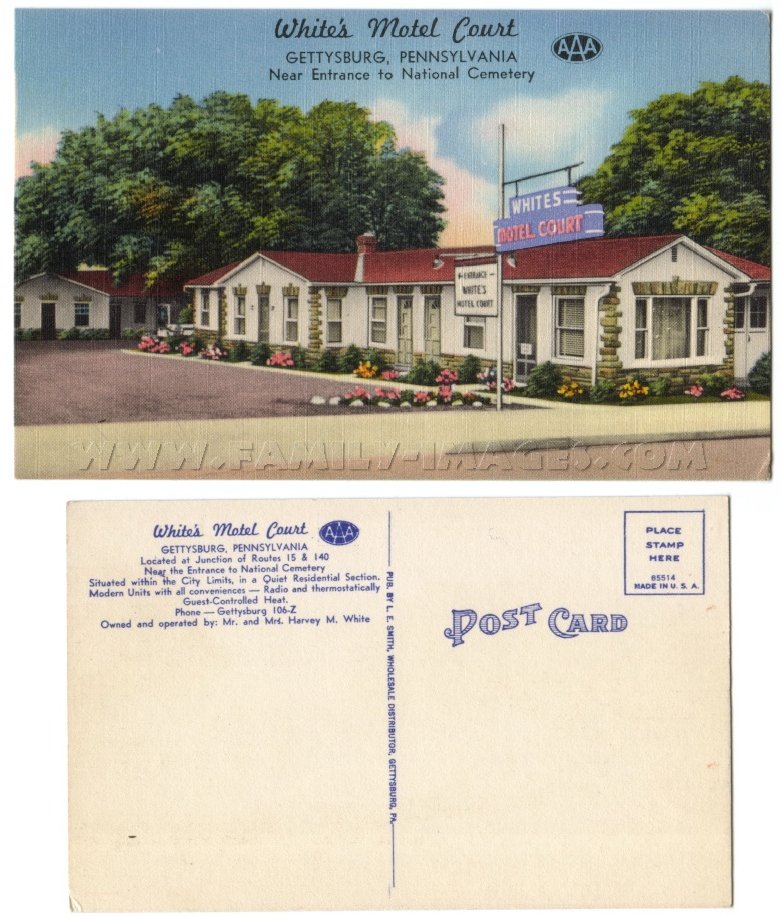 White's Motel Court
GETTYSBURG, PENNSYLVANIA
Near Entrance to National Cemetery
AAA
WHITES
MOTEL COURT
ENTRANCE
WHITE'S
MOTEL COURT
WWW.FAMILY-IMAGES.COM
White's Motel Court
AAA
GETTYSBURG, PENNSYLVANIA
Located at Junction of Routes 15 & 140
Near the Entrance to National Cemetery
Situated within the City Limits, in a Quiet Residential Section.
Modern Units with all conveniences — Radio and thermostatically
Guest-Controlled Heat.
Phone — Gettysburg 106-Z
Owned and operated by: Mr. and Mrs. Harvey M. White
PUB. BY L. E. SMITH, WHOLESALE DISTRIBUTOR, GETTYSBURG, PA.
PLACE
STAMP
HERE
85514
MADE IN U. S. A.
POST CARD